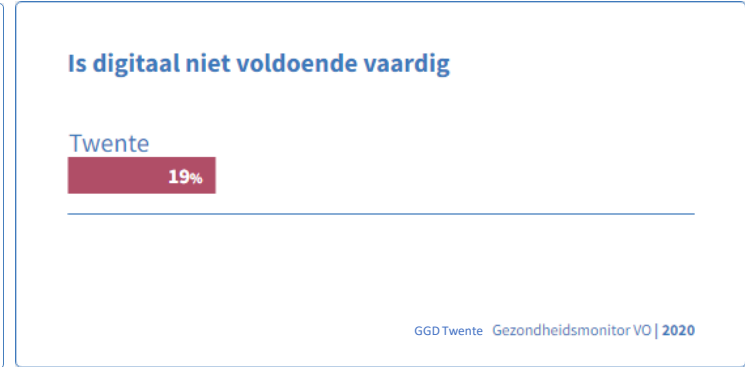 Is digitaal niet voldoende vaardig
Twente
19%
GGD Twente Gezondheidsmonitor VO | 2020